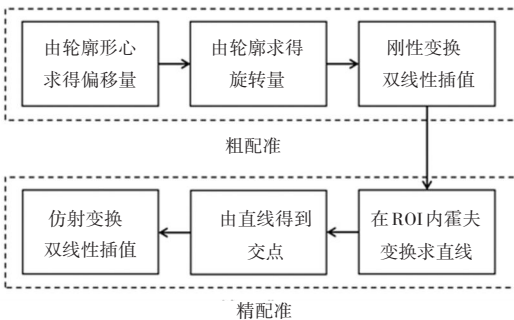 由轮廓形心
求得偏移量
由轮廓求得
旋转量
刚性变换
双线性插值
粗配准
在ROI内霍夫
变换求直线
由直线得到
交点
仿射变换
双线性插值
精配准